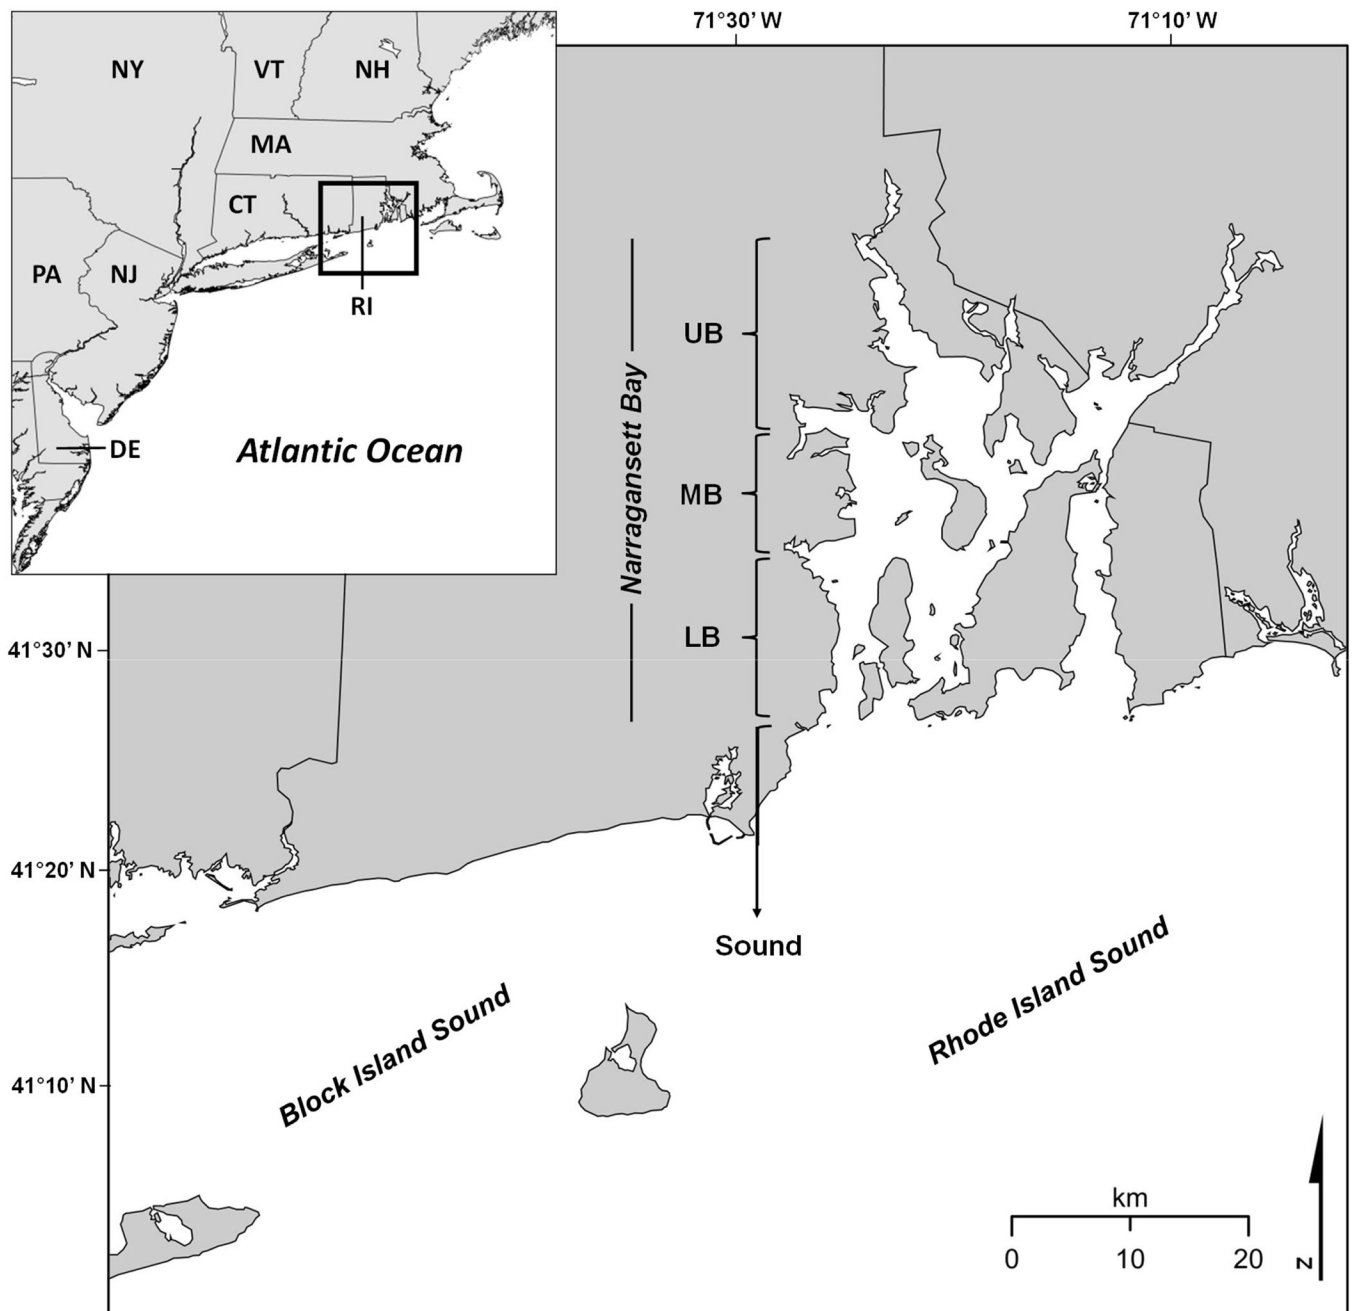 71°30' W
71°10' W
NY
VT
NH
MA
CT
PA
NJ
RI
DE
Atlantic Ocean
UB
Narragansett Bay
MB
LB
41°30' N
41°20' N
Sound
Block Island Sound
Rhode Island Sound
41°10' N
km
0 10 20
N